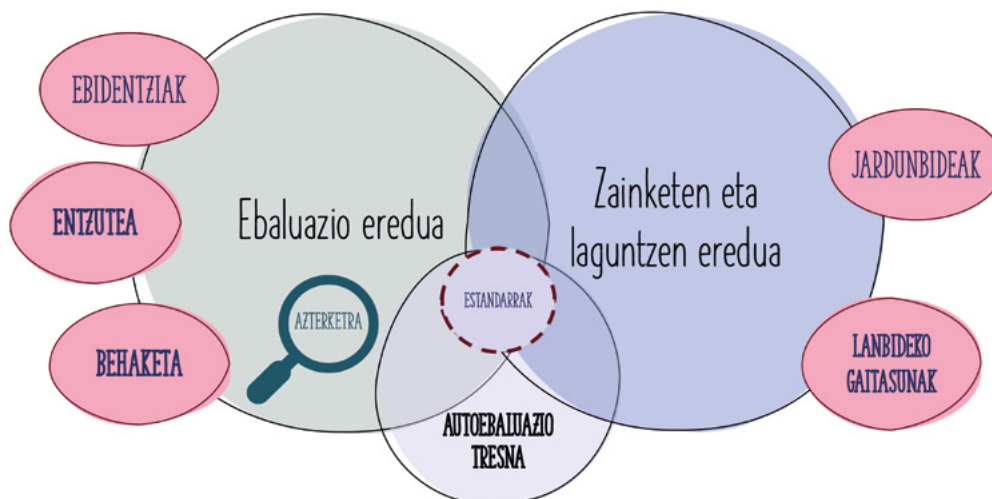 EBIDENTZIAK
ENTZUTEA
BEHAKETA
Ebaluazio eredua
AZTERKETRA
ESTANDARRAK
AUTOEBALUAZIO
TRESNA
Zainketen eta
laguntzen eredua
JARDUNBIDEAK
LANBIDEKO
GAITASUNAK